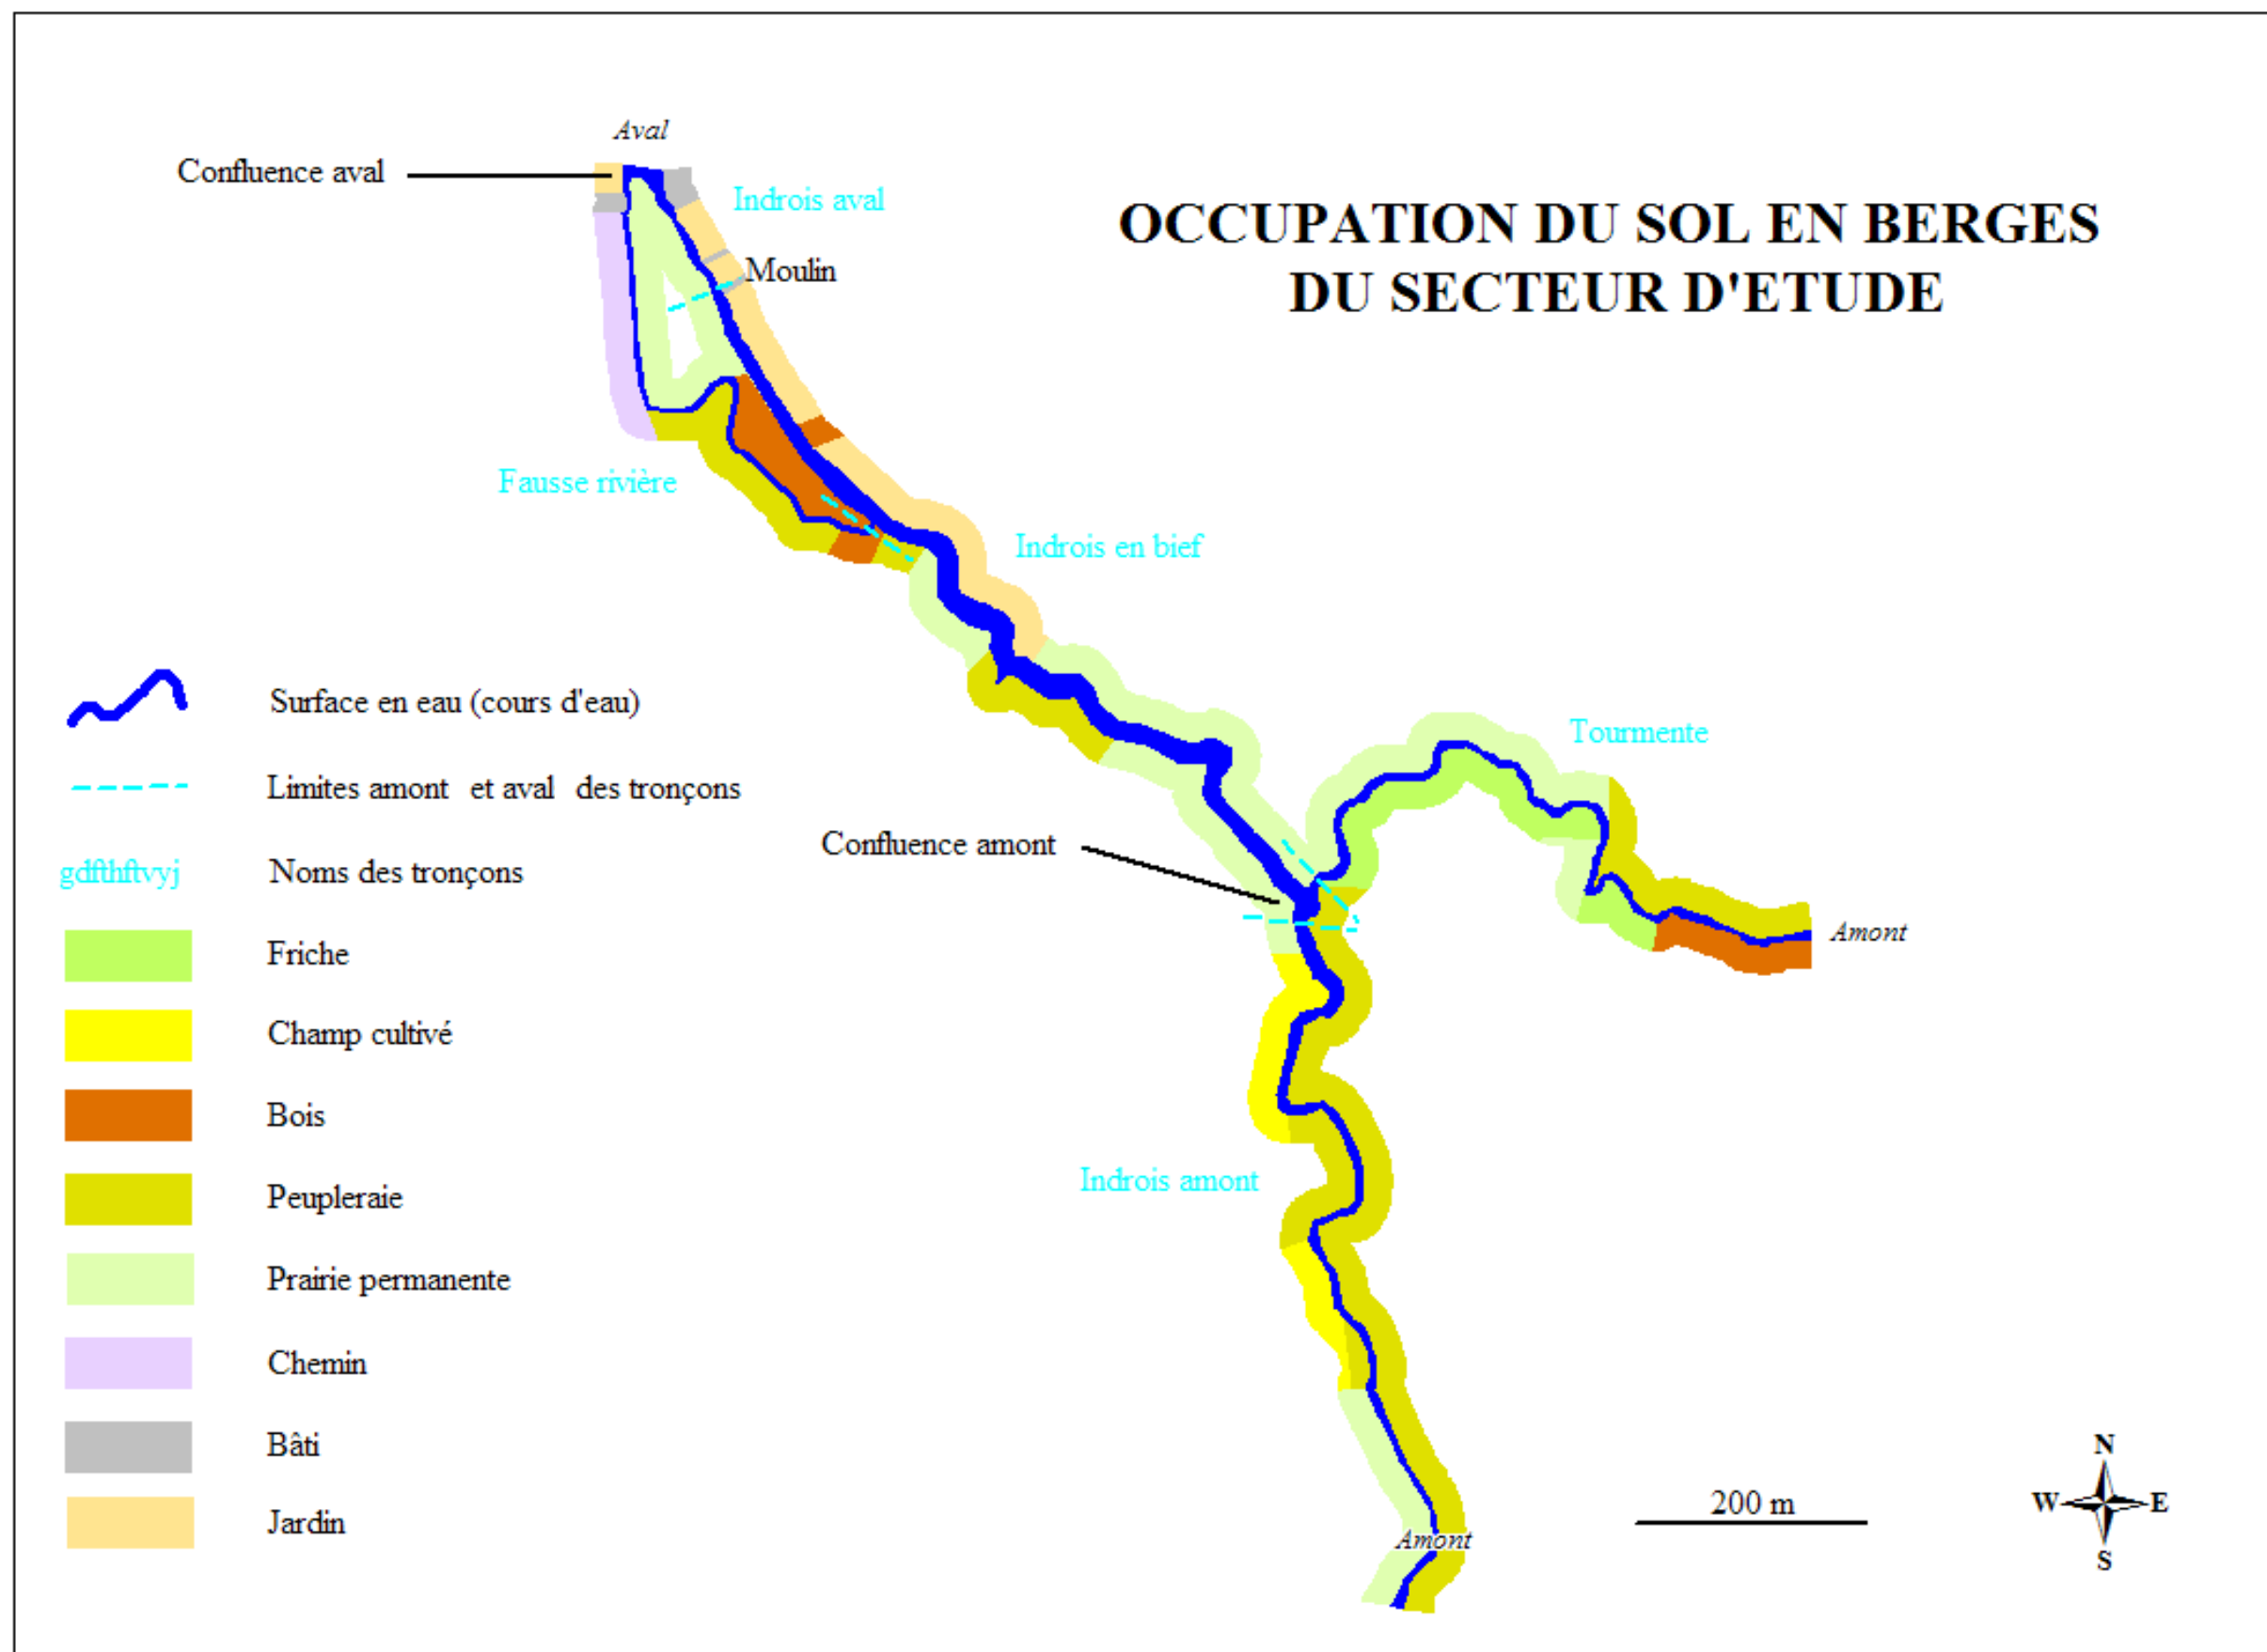 Aval
Confluence aval
Indrois aval
OCCUPATION DU SOL EN BERGES
DU SECTEUR D'ETUDE
Moulin
Fausse rivière
Indrois en bief
Surface en eau (cours d'eau)
Tourmente
Limites amont et aval des tronçons
Confluence amont
gdfthftvyj
Noms des tronçons
Amont
Friche
Champ cultivé
Bois
Indrois amont
Peupleraie
Prairie permanente
Chemin
Bâti
Jardin
Amont
200 m
N
W
E
S